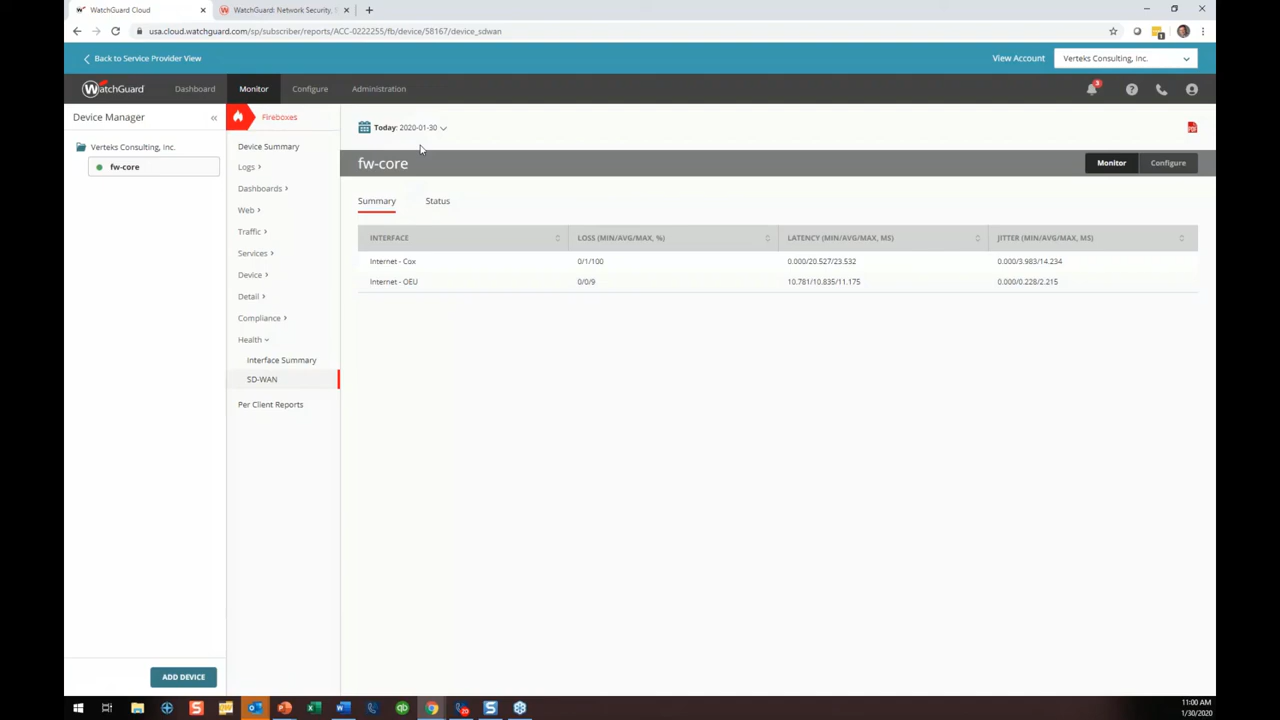 WatchGuard Cloud
WatchGuard: Network Security, S
usa.cloud.watchguard.com/sp/subscriber/reports/ACC-0222255/fb/device/58167/device_sdwan
Back to Service Provider View
View Account
Verteks Consulting, Inc.
WatchGuard
Dashboard
Monitor
Configure
Administration
3
Device Manager
Verteks Consulting, Inc.
fw-core
ADD DEVICE
Fireboxes
Device Summary
Logs
Dashboards
Web
Traffic
Services
Device
Detail
Compliance
Health
Interface Summary
SD-WAN
Per Client Reports
Today: 2020-01-30
PDF
fw-core
Monitor
Configure
Summary
Status
INTERFACE LOSS (MIN/AVG/MAX, %) LATENCY (MIN/AVG/MAX, MS) JITTER (MIN/AVG/MAX, MS)
Internet - Cox 0/1/100 0.000/20.527/23.532 0.000/3.983/14.234
Internet - OEU 0/0/9 10.781/10.835/11.175 0.000/0.228/2.215
11:00 AM
1/30/2020